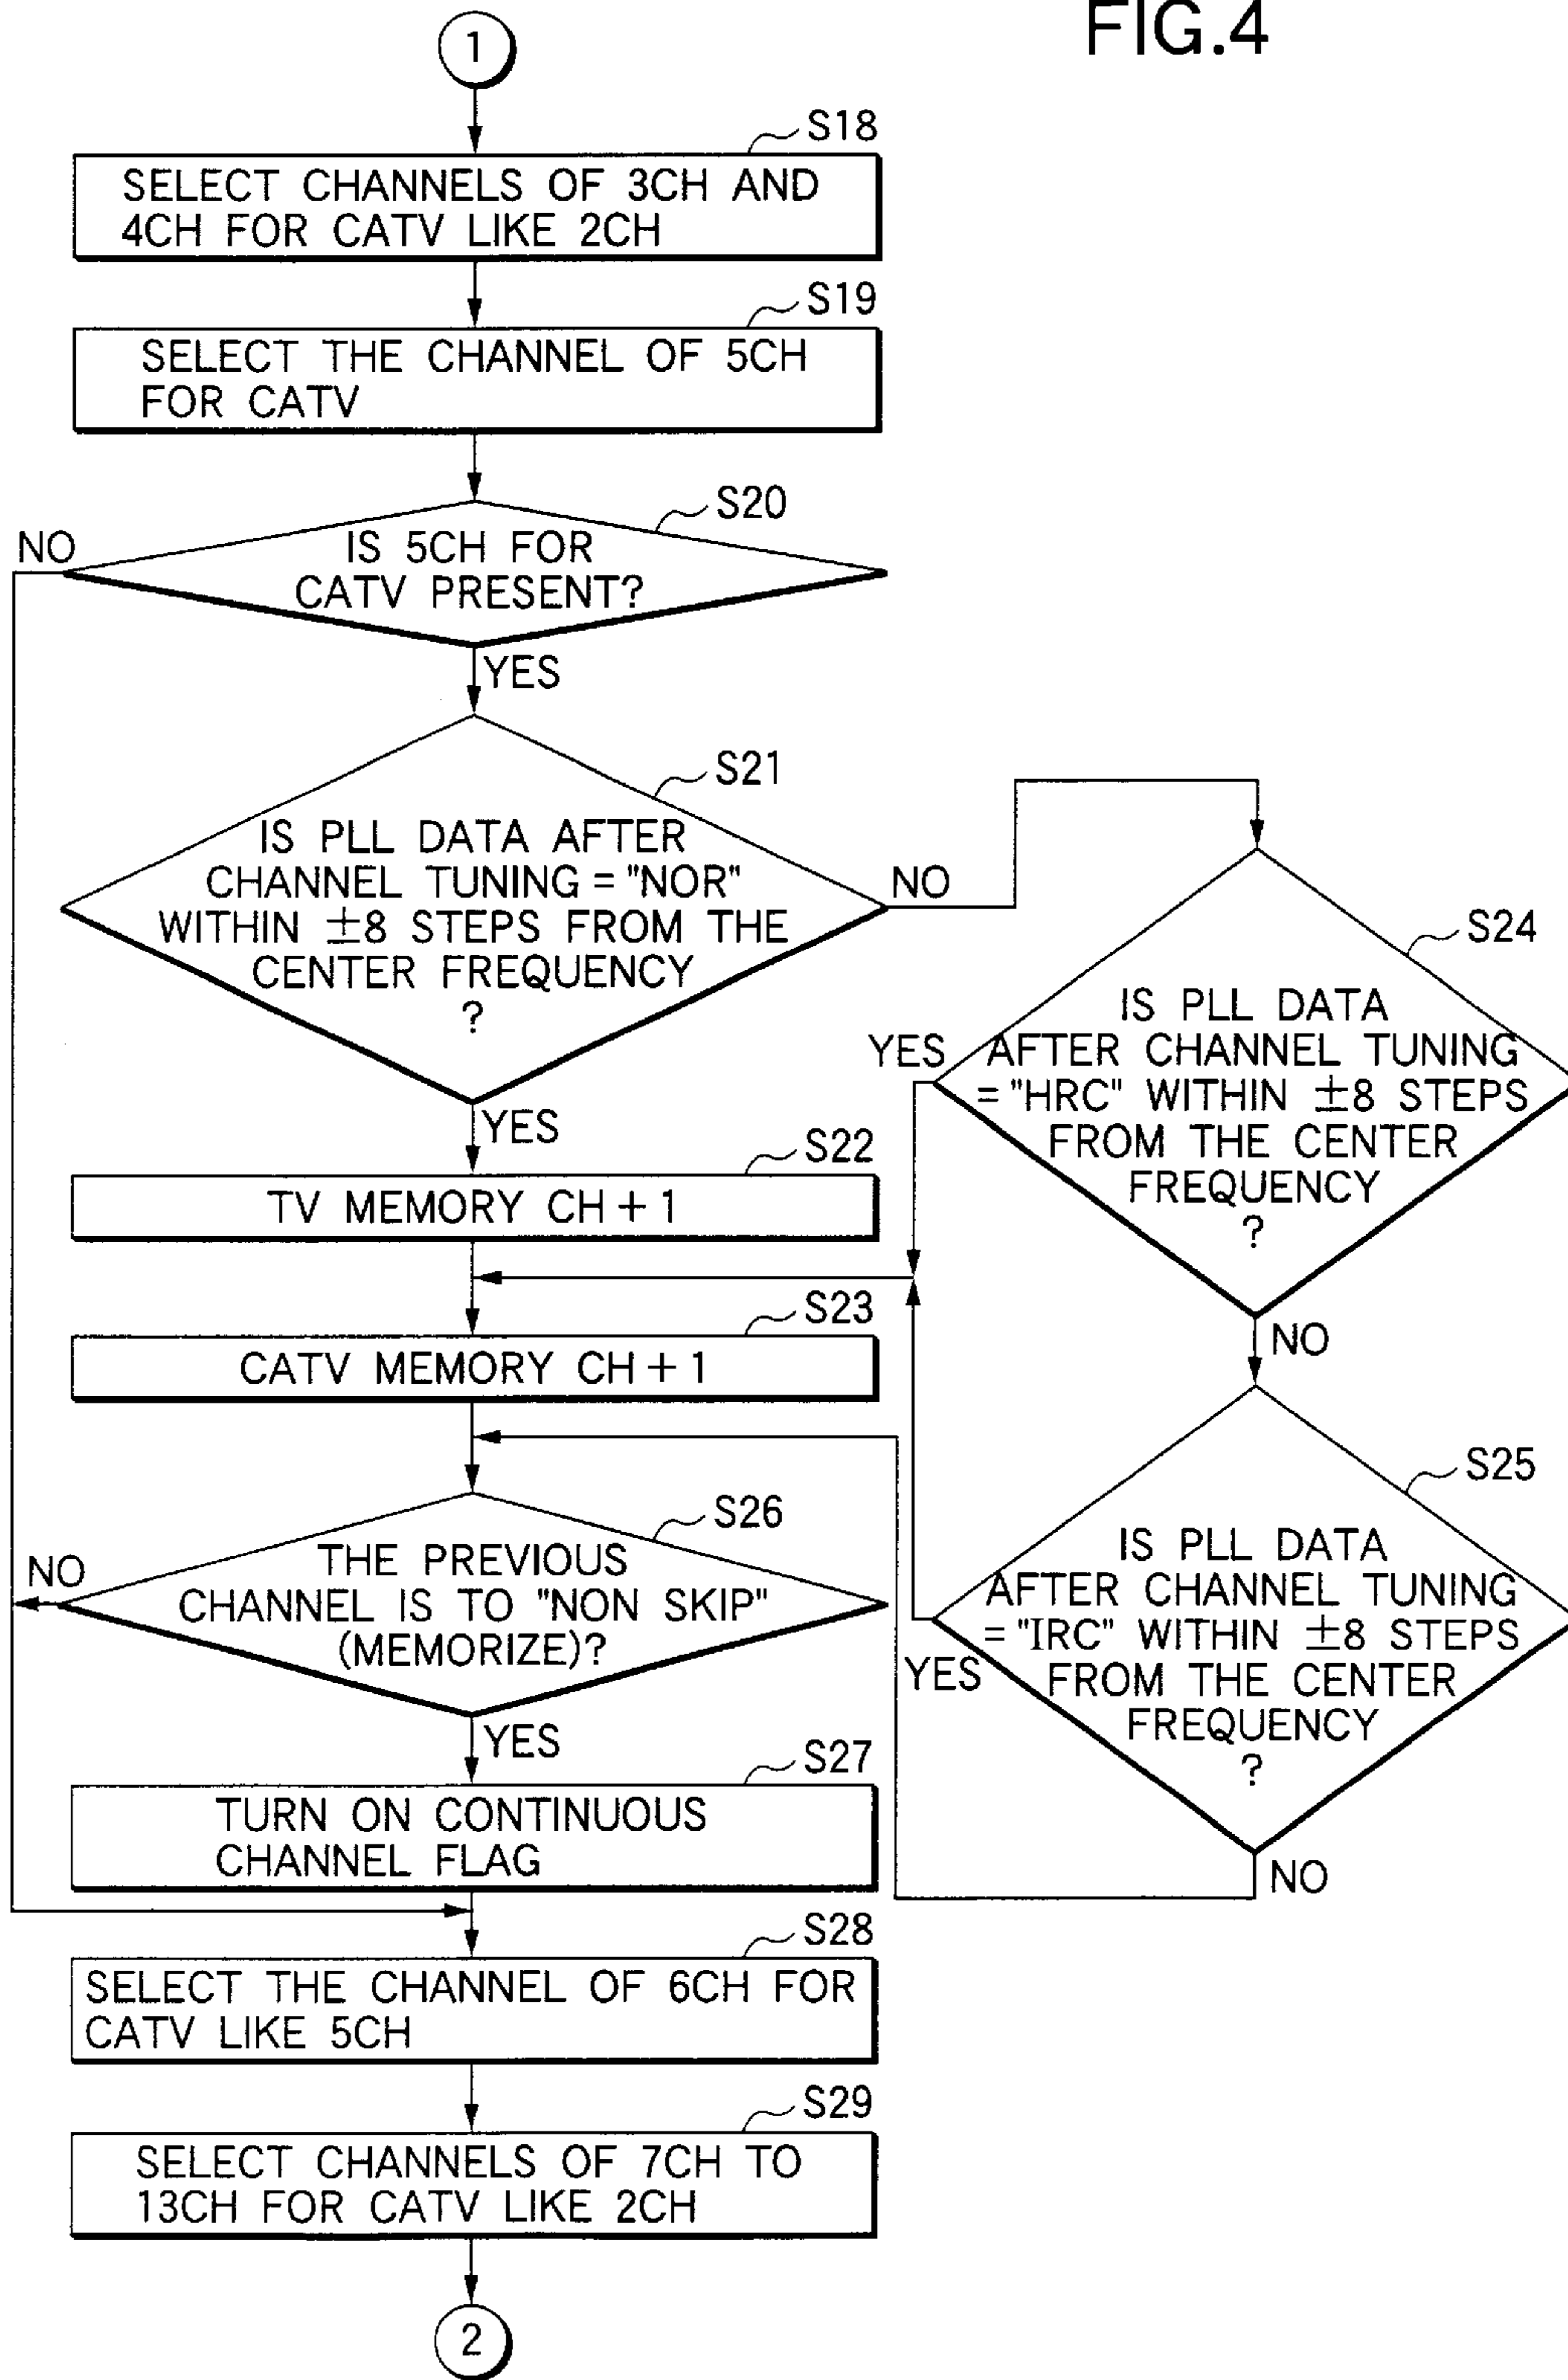 FIG.4
1
S18
SELECT CHANNELS OF 3CH AND
4CH FOR CATV LIKE 2CH
S19
SELECT THE CHANNEL OF 5CH
FOR CATV
S20
NO
IS 5CH FOR
CATV PRESENT?
YES
S21
IS PLL DATA AFTER
CHANNEL TUNING = "NOR"
WITHIN ±8 STEPS FROM THE
CENTER FREQUENCY
?
NO
YES
S24
IS PLL DATA
AFTER CHANNEL TUNING
= "HRC" WITHIN ±8 STEPS
FROM THE CENTER
FREQUENCY
?
YES
NO
S22
TV MEMORY CH + 1
S23
CATV MEMORY CH + 1
S25
IS PLL DATA
AFTER CHANNEL TUNING
= "IRC" WITHIN ±8 STEPS
FROM THE CENTER
FREQUENCY
?
YES
NO
S26
NO
THE PREVIOUS
CHANNEL IS TO "NON SKIP"
(MEMORIZE)?
YES
S27
TURN ON CONTINUOUS
CHANNEL FLAG
S28
SELECT THE CHANNEL OF 6CH FOR
CATV LIKE 5CH
S29
SELECT CHANNELS OF 7CH TO
13CH FOR CATV LIKE 2CH
2